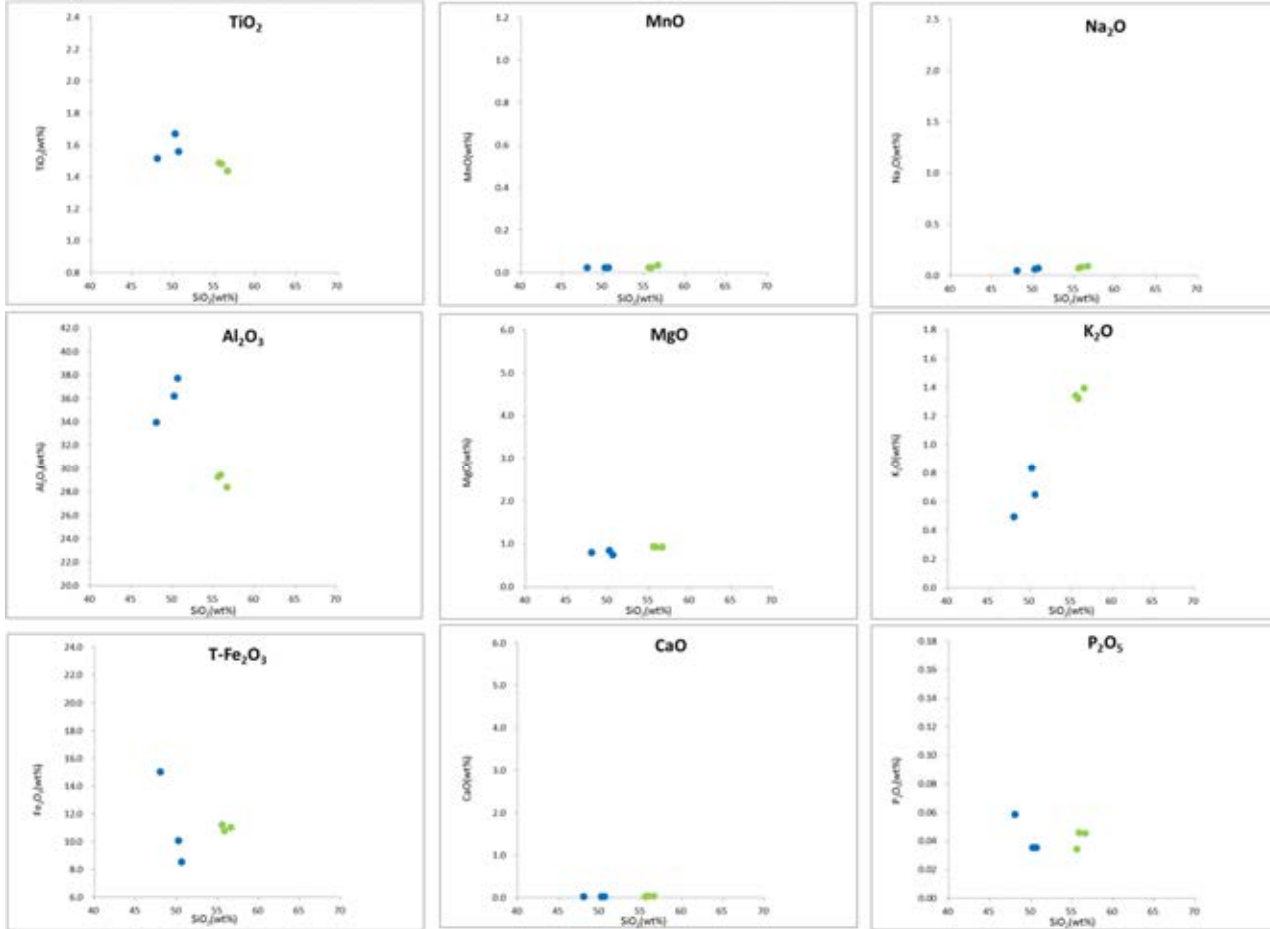 TiO₂
2.4
2.2
2.0
1.8
1.6
1.4
1.2
1.0
0.8
TiO₂(wt%)
40 45 50 55 60 65 70
SiO₂(wt%)
MnO
1.2
1.0
0.8
0.6
0.4
0.2
0.0
MnO(wt%)
40 45 50 55 60 65 70
SiO₂(wt%)
Na₂O
2.5
2.0
1.5
1.0
0.5
0.0
Na₂O(wt%)
40 45 50 55 60 65 70
SiO₂(wt%)
Al₂O₃
42.0
40.0
38.0
36.0
34.0
32.0
30.0
28.0
26.0
24.0
22.0
20.0
Al₂O₃(wt%)
40 45 50 55 60 65 70
SiO₂(wt%)
MgO
6.0
5.0
4.0
3.0
2.0
1.0
0.0
MgO(wt%)
40 45 50 55 60 65 70
SiO₂(wt%)
K₂O
1.8
1.6
1.4
1.2
1.0
0.8
0.6
0.4
0.2
0.0
K₂O(wt%)
40 45 50 55 60 65 70
SiO₂(wt%)
T-Fe₂O₃
24.0
22.0
20.0
18.0
16.0
14.0
12.0
10.0
8.0
6.0
Fe₂O₃(wt%)
40 45 50 55 60 65 70
SiO₂(wt%)
CaO
6.0
5.0
4.0
3.0
2.0
1.0
0.0
CaO(wt%)
40 45 50 55 60 65 70
SiO₂(wt%)
P₂O₅
0.18
0.16
0.14
0.12
0.10
0.08
0.06
0.04
0.02
0.00
P₂O₅(wt%)
40 45 50 55 60 65 70
SiO₂(wt%)